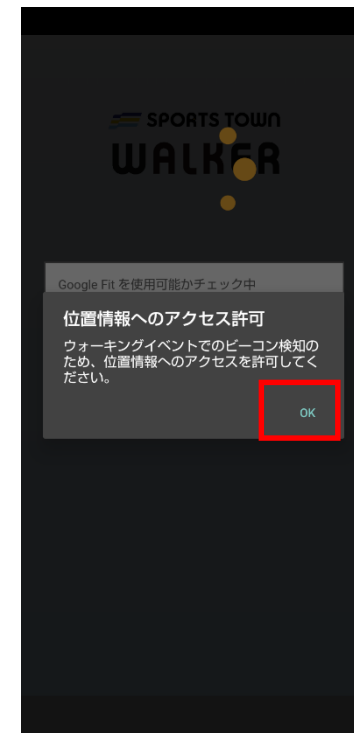 SPORTS TOWN
WALKER
Google Fit を使用可能かチェック中
位置情報へのアクセス許可
ウォーキングイベントでのビーコン検知の
ため、位置情報へのアクセスを許可してく
ださい。
OK